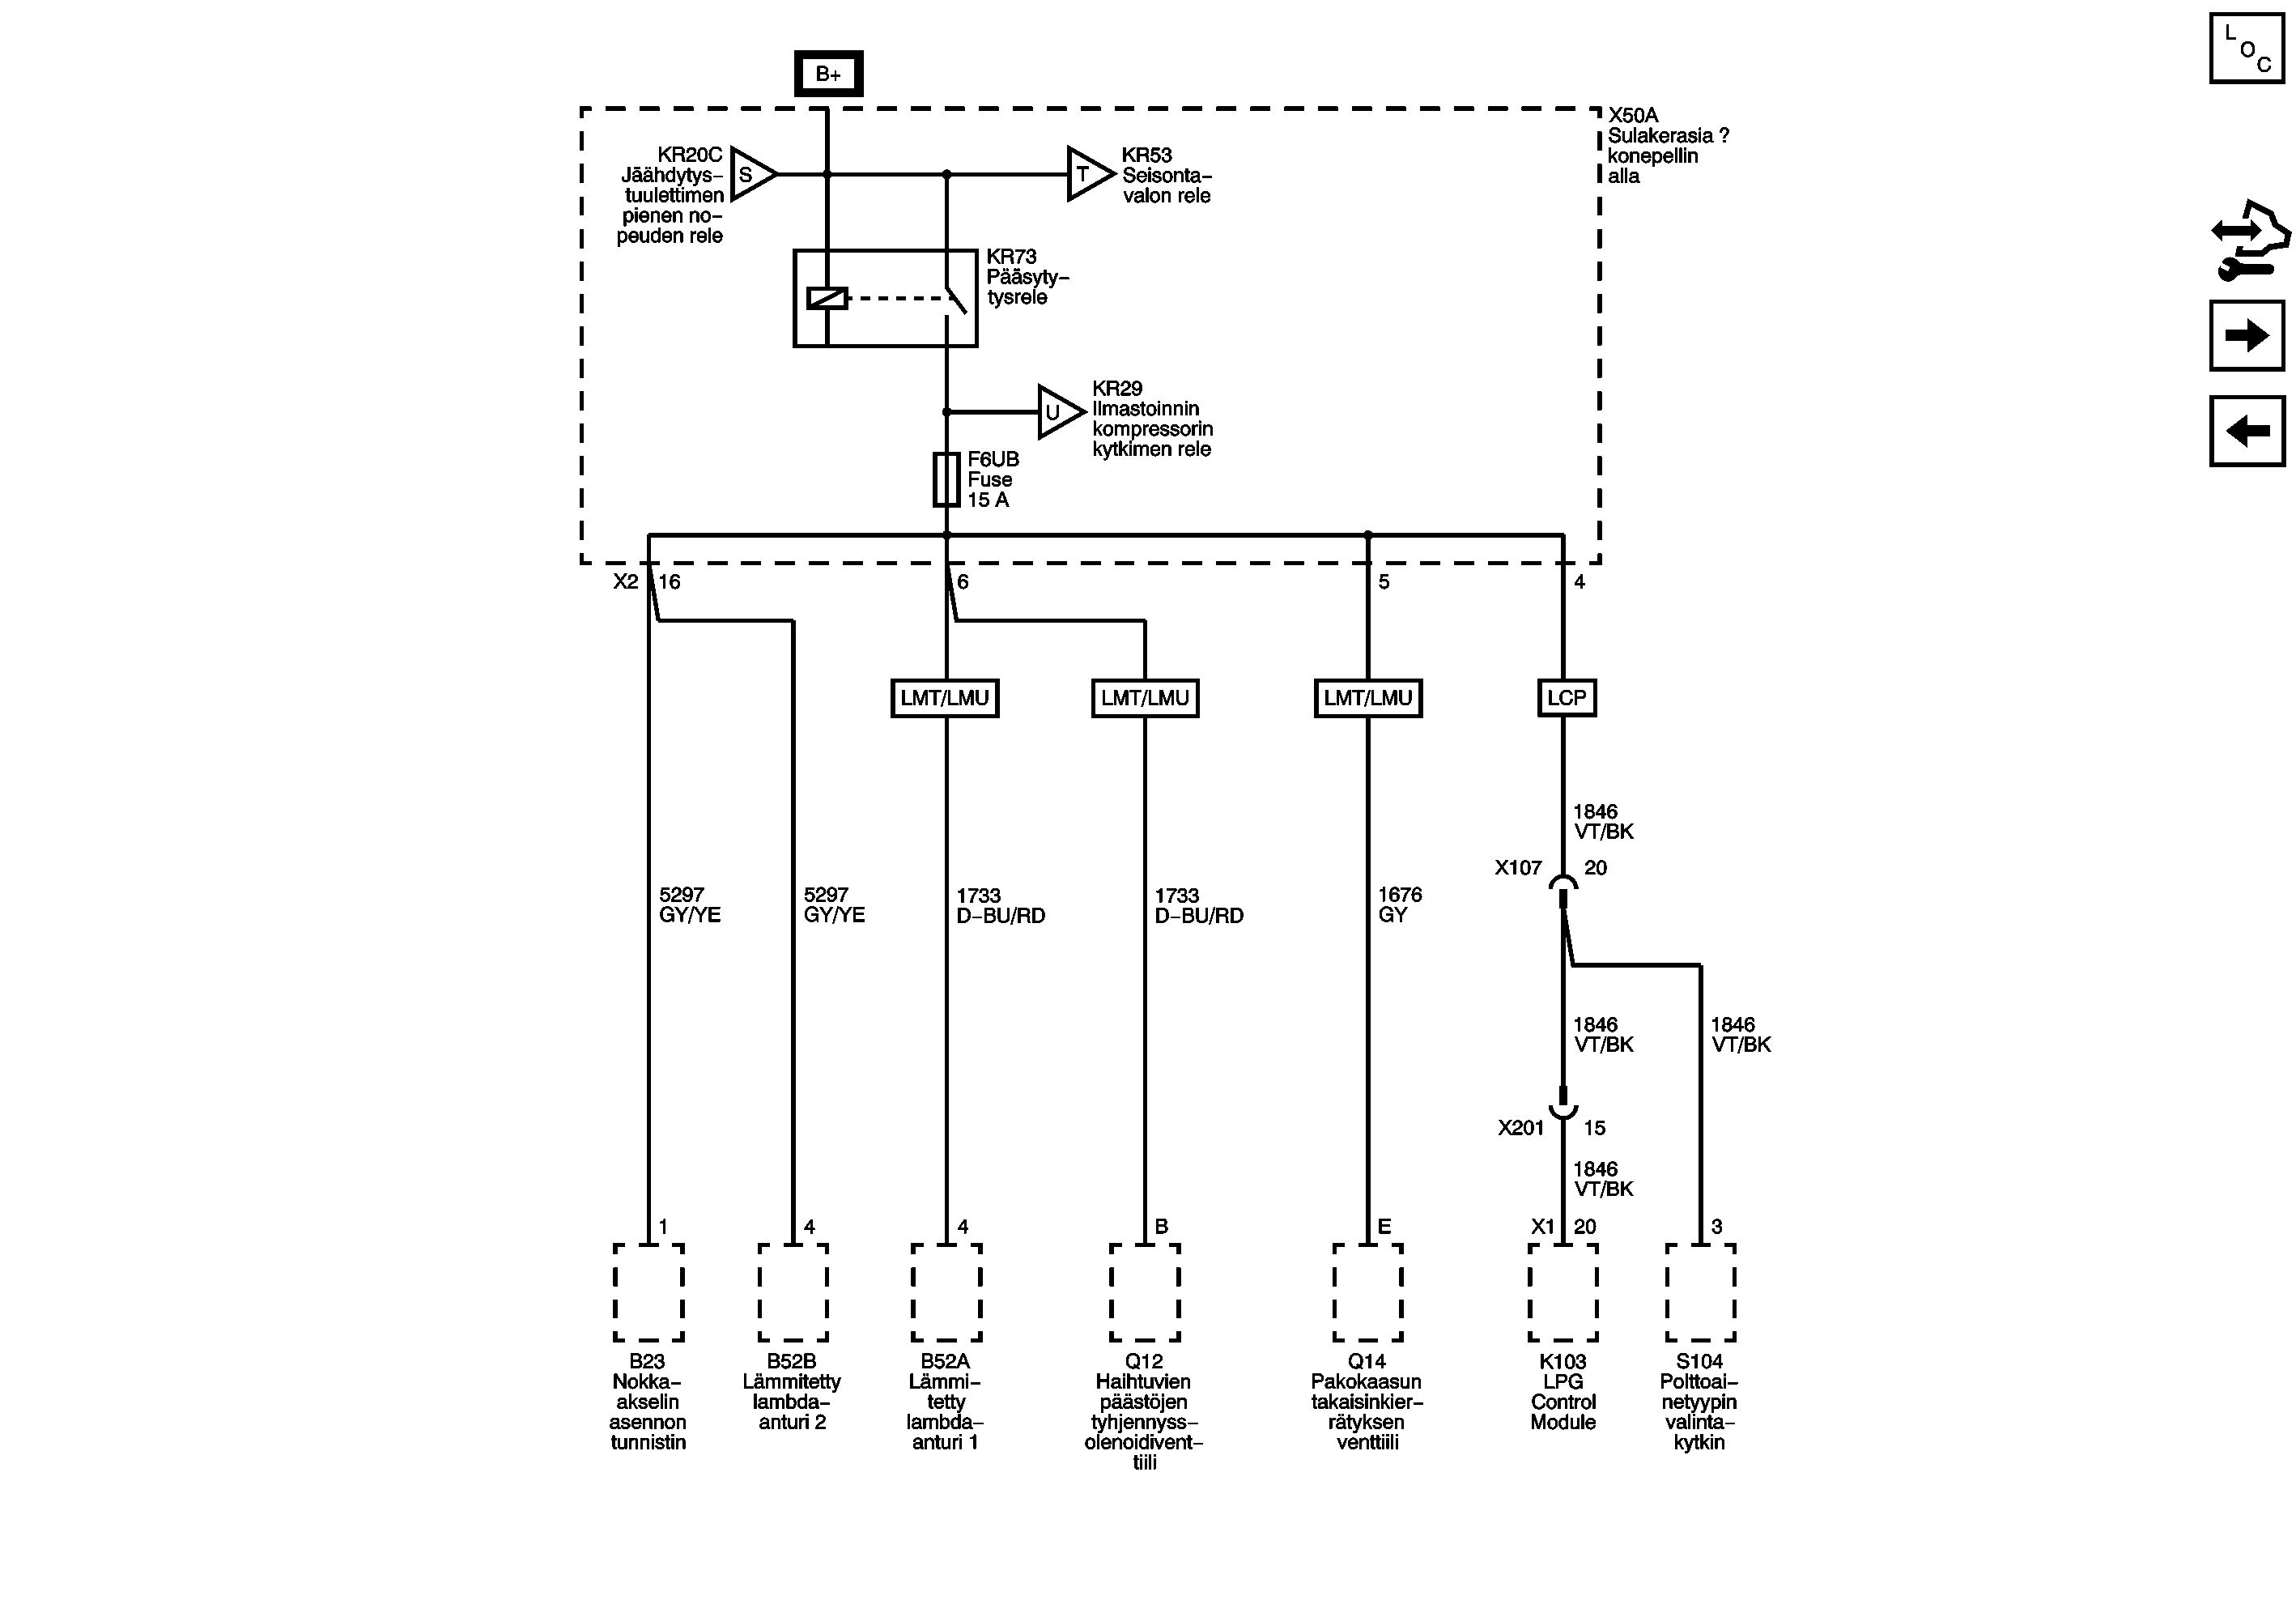 B+
L
O
C
X50A
Sulakerasia ?
konepellin
alla
KR20C
Jäähdytys–
tuulettimen
pienen no–
peuden rele
S
T
KR53
Seisonta–
valon rele
KR73
Pääsyty–
tysrele
U
KR29
Ilmastoinnin
kompressorin
kytkimen rele
F6UB
Fuse
15 A
X2 16
6
5
4
LMT/LMU
LMT/LMU
LMT/LMU
LCP
1846
VT/BK
X107 20
5297
GY/YE
5297
GY/YE
1733
D–BU/RD
1733
D–BU/RD
1676
GY
1846
VT/BK
1846
VT/BK
X201 15
1846
VT/BK
1
4
4
B
E
X1 20
3
B23
Nokka–
akselin
asennon
tunnistin
B52B
Lämmitetty
lambda–
anturi 2
B52A
Lämmi–
tetty
lambda–
anturi 1
Q12
Haihtuvien
päästöjen
tyhjennyss–
olenoidivent–
tiili
Q14
Pakokaasun
takaisinkier–
rätyksen
venttiili
K103
LPG
Control
Module
S104
Polttoai–
netyypin
valinta–
kytkin